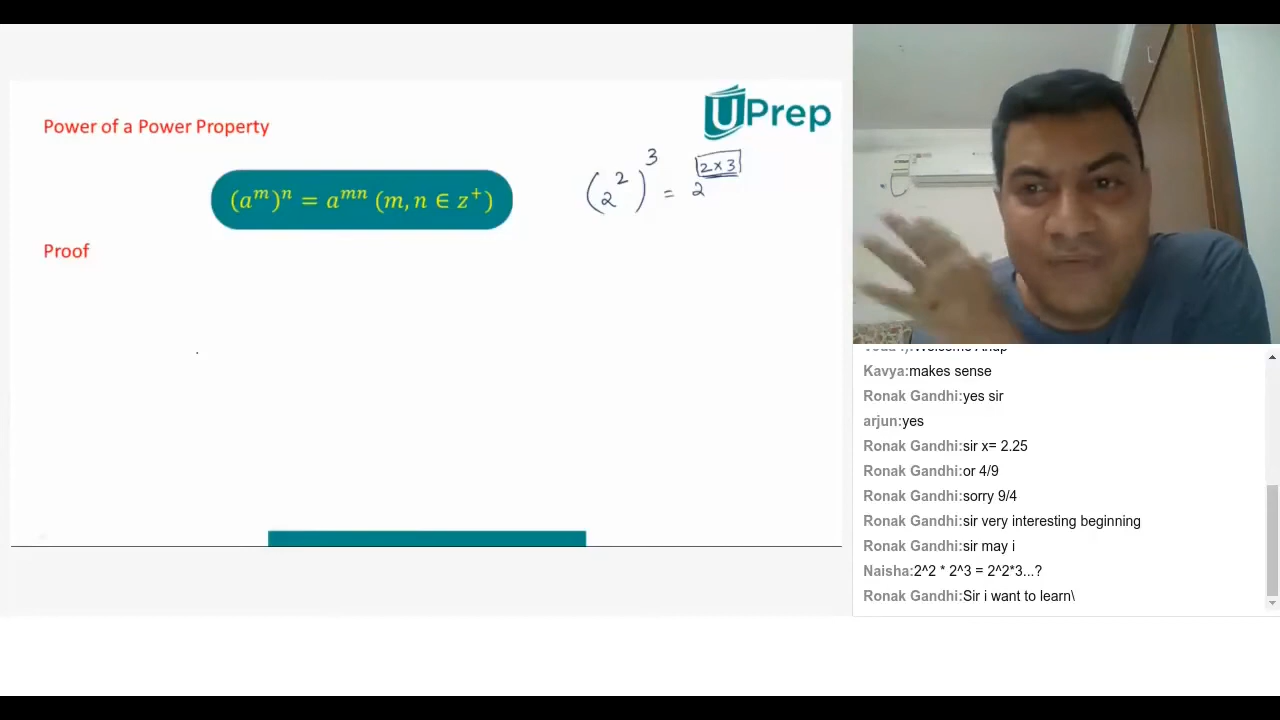 UPrep
Power of a Power Property
(a^m)^n = a^{mn} (m, n ∈ z^+)
(2^2)^3 = 2^{2×3}
Proof
Kavya:makes sense
Ronak Gandhi:yes sir
arjun:yes
Ronak Gandhi:sir x= 2.25
Ronak Gandhi:or 4/9
Ronak Gandhi:sorry 9/4
Ronak Gandhi:sir very interesting beginning
Ronak Gandhi:sir may i
Naisha:2^2 * 2^3 = 2^2*3...?
Ronak Gandhi:Sir i want to learn\